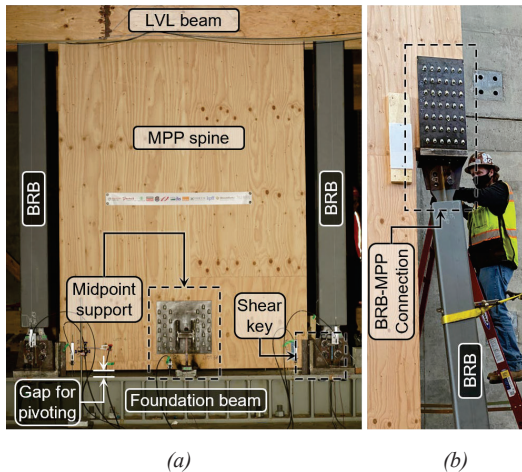 LVL beam
MPP spine
BRB
BRB
Midpoint
support
Shear
key
Gap for
pivoting
Foundation beam
(a)
BRB-MPP
Connection
BRB
(b)